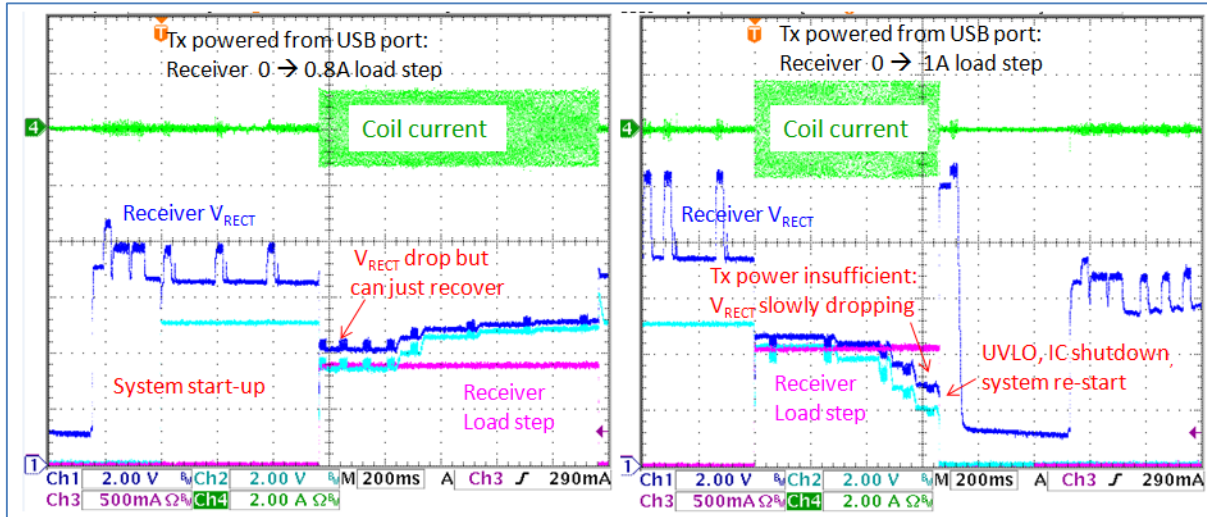 T
Tx powered from USB port:
Receiver 0 → 0.8A load step
4
Coil current
Receiver VRECT
VRECT drop but
can just recover
System start-up
Receiver
Load step
1
Ch1 2.00 V Ch2 2.00 V M 200ms A Ch3 290mA
Ch3 500mA Ω Ch4 2.00 A Ω
T
Tx powered from USB port:
Receiver 0 → 1A load step
4
Coil current
Receiver VRECT
Tx power insufficient:
VRECT slowly dropping
UVLO, IC shutdown,
system re-start
Receiver
Load step
1
Ch1 2.00 V Ch2 2.00 V M 200ms A Ch3 290mA
Ch3 500mA Ω Ch4 2.00 A Ω